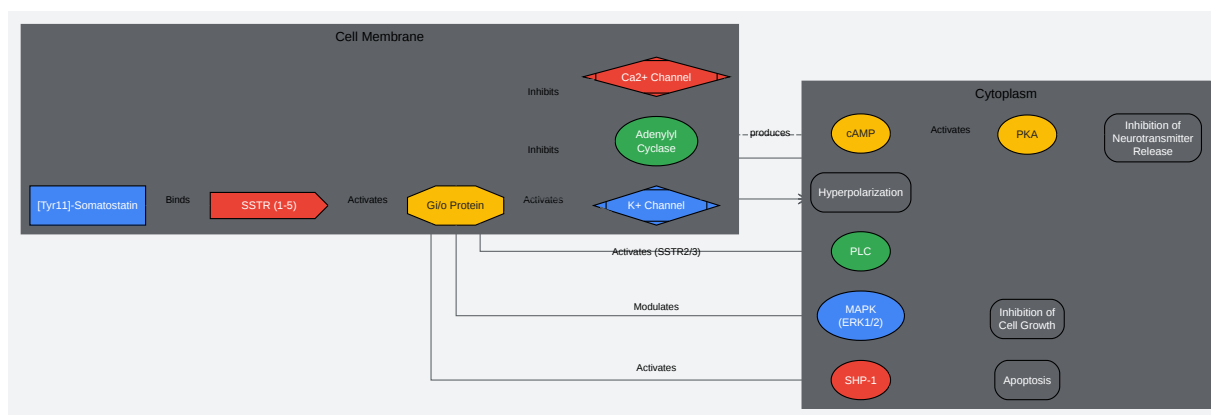 Cell Membrane
Ca2+ Channel
Inhibits
Adenylyl
Cyclase
Inhibits
[Tyr11]-Somatostatin
Binds
SSTR (1-5)
Activates
Gi/o Protein
Activates
K+ Channel
Cytoplasm
produces
cAMP
Activates
PKA
Inhibition of
Neurotransmitter
Release
Hyperpolarization
Activates (SSTR2/3)
PLC
Modulates
MAPK
(ERK1/2)
Inhibition of
Cell Growth
Activates
SHP-1
Apoptosis